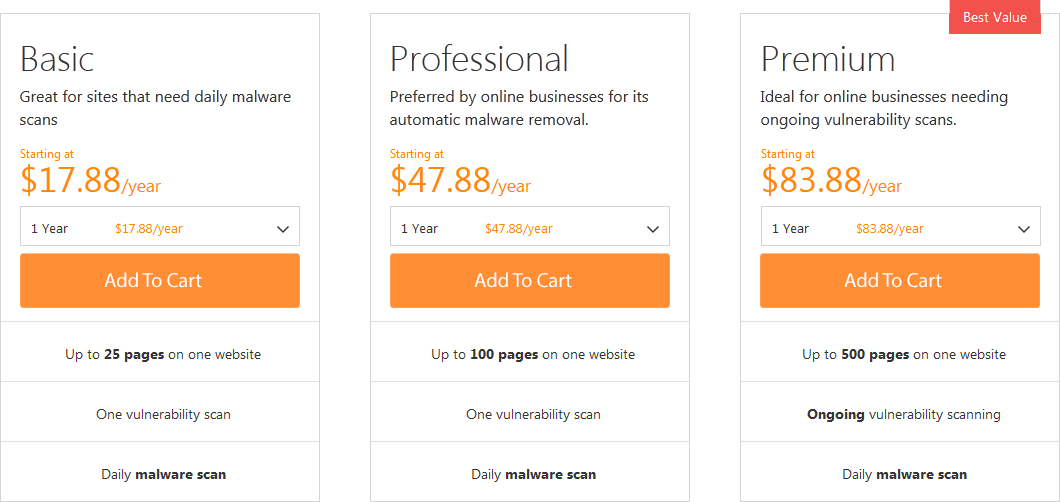 Best Value
Basic
Great for sites that need daily malware
scans
Starting at
$17.88/year
1 Year $17.88/year
Add To Cart
Up to 25 pages on one website
One vulnerability scan
Daily malware scan
Professional
Preferred by online businesses for its
automatic malware removal.
Starting at
$47.88/year
1 Year $47.88/year
Add To Cart
Up to 100 pages on one website
One vulnerability scan
Daily malware scan
Premium
Ideal for online businesses needing
ongoing vulnerability scans.
Starting at
$83.88/year
1 Year $83.88/year
Add To Cart
Up to 500 pages on one website
Ongoing vulnerability scanning
Daily malware scan